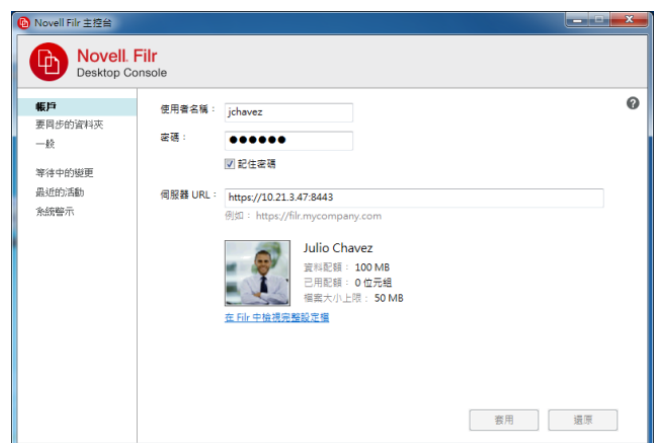 Novell Filr 主控台
Novell. Filr
Desktop Console
帳戶
要同步的資料夾
一般
等待中的變更
最近的活動
系統警示
使用者名稱：
jchavez
密碼：
●●●●●●
記住密碼
伺服器 URL：
https://10.21.3.47:8443
例如： https://filr.mycompany.com
Julio Chavez
資料配額： 100 MB
已用配額： 0 位元組
檔案大小上限： 50 MB
在 Filr 中檢視完整設定檔
套用
還原